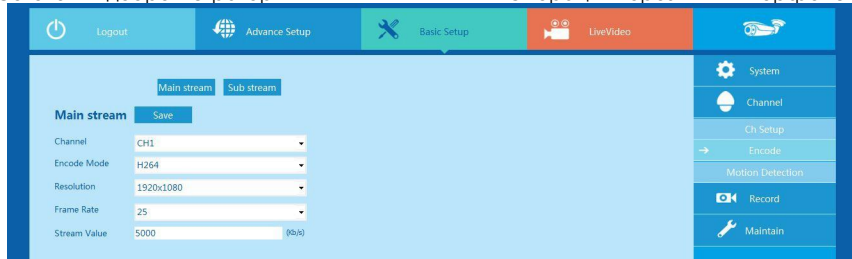 Logout Advance Setup Basic Setup LiveVideo
System
Main stream Sub stream
Channel
Main stream Save
Ch Setup
Channel CH1
Encode
Encode Mode H264
Motion Detection
Resolution 1920x1080
Record
Frame Rate 25
Maintain
Stream Value 5000 (Kb/s)